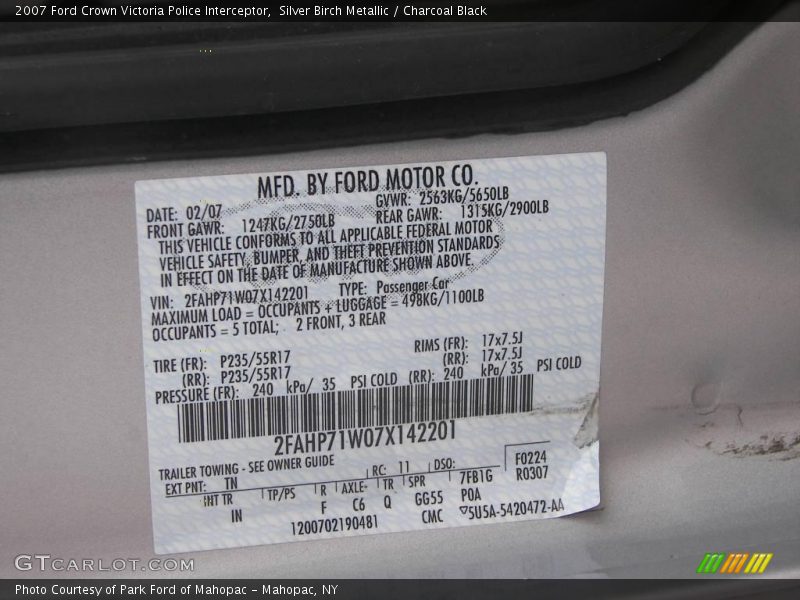 2007 Ford Crown Victoria Police Interceptor,  Silver Birch Metallic / Charcoal Black
MFD. BY FORD MOTOR CO.
DATE: 02/07 GVWR: 2563KG/5650LB
FRONT GAWR: 1247KG/2750LB REAR GAWR: 1315KG/2900LB
THIS VEHICLE CONFORMS TO ALL APPLICABLE FEDERAL MOTOR
VEHICLE SAFETY, BUMPER, AND THEFT PREVENTION STANDARDS
IN EFFECT ON THE DATE OF MANUFACTURE SHOWN ABOVE.
VIN: 2FAHP71W07X142201 TYPE: Passenger Car
MAXIMUM LOAD = OCCUPANTS + LUGGAGE = 498KG/1100LB
OCCUPANTS = 5 TOTAL; 2 FRONT, 3 REAR
TIRE (FR): P235/55R17 RIMS (FR): 17x7.5J
(RR): P235/55R17 (RR): 17x7.5J
PRESSURE (FR): 240 kPa/ 35 PSI COLD (RR): 240 kPa/ 35 PSI COLD
2FAHP71W07X142201
TRAILER TOWING - SEE OWNER GUIDE
EXT PNT: TN RC: 11 DSO: F0224
INT TR TP/PS R AXLE TR SPR 7FB1G R0307
IN F C6 Q GG55 POA
1200702190481 CMC ▽5U5A-5420472-AA
GTCARLOT.COM
Photo Courtesy of Park Ford of Mahopac – Mahopac, NY